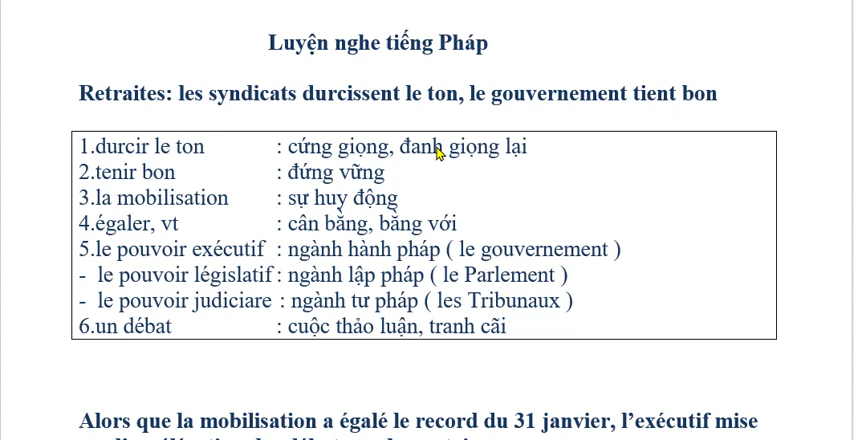 Luyện nghe tiếng Pháp
Retraites: les syndicats durcissent le ton, le gouvernement tient bon
1.durcir le ton : cứng giọng, đanh giọng lại
2.tenir bon : đứng vững
3.la mobilisation : sự huy động
4.égaler, vt : cân bằng, bằng với
5.le pouvoir exécutif : ngành hành pháp ( le gouvernement )
- le pouvoir législatif : ngành lập pháp ( le Parlement )
- le pouvoir judiciare : ngành tư pháp ( les Tribunaux )
6.un débat : cuộc thảo luận, tranh cãi
Alors que la mobilisation a égalé le record du 31 janvier, l’exécutif mise